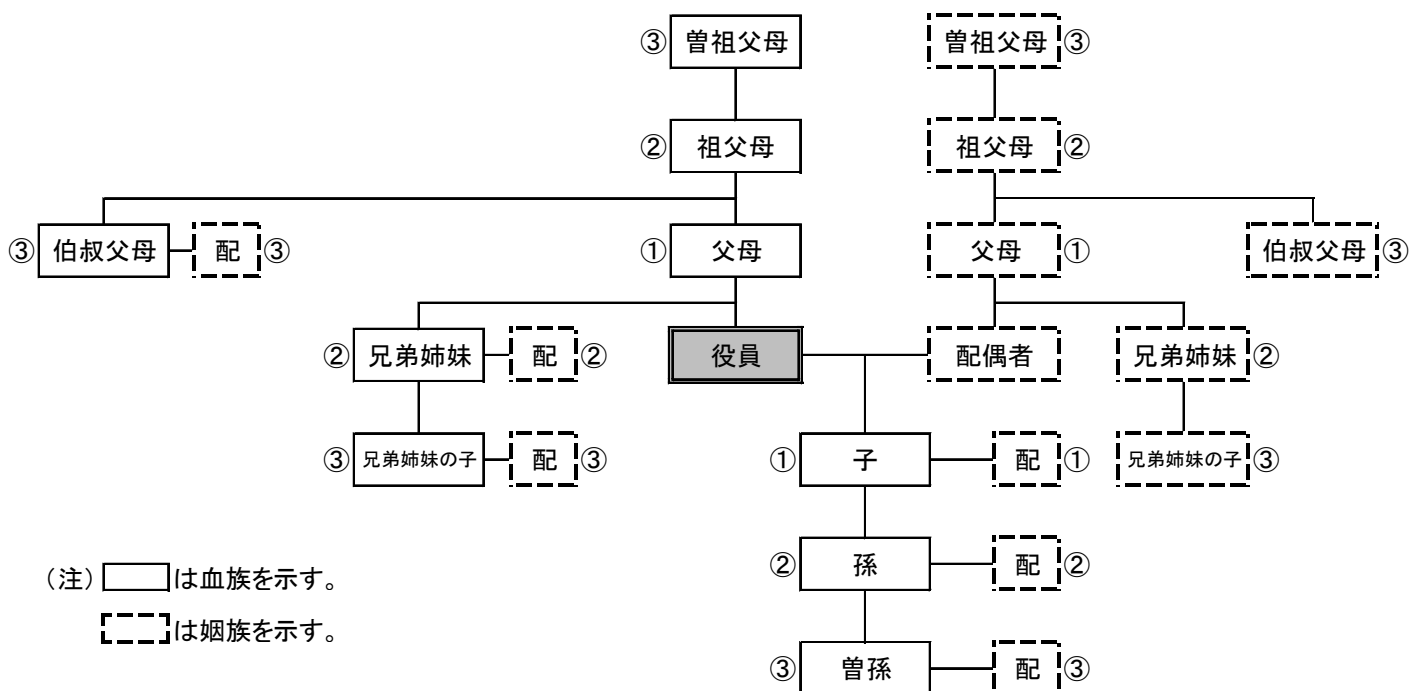 ③ 曽祖父母 曽祖父母 ③
② 祖父母 祖父母 ②
③ 伯叔父母 配 ③ ① 父母 父母 ① 伯叔父母 ③
② 兄弟姉妹 配 ② 役員 配偶者 兄弟姉妹 ②
③ 兄弟姉妹の子 配 ③ ① 子 配 ① 兄弟姉妹の子 ③
② 孫 配 ②
(注) は血族を示す。
は姻族を示す。
③ 曽孫 配 ③